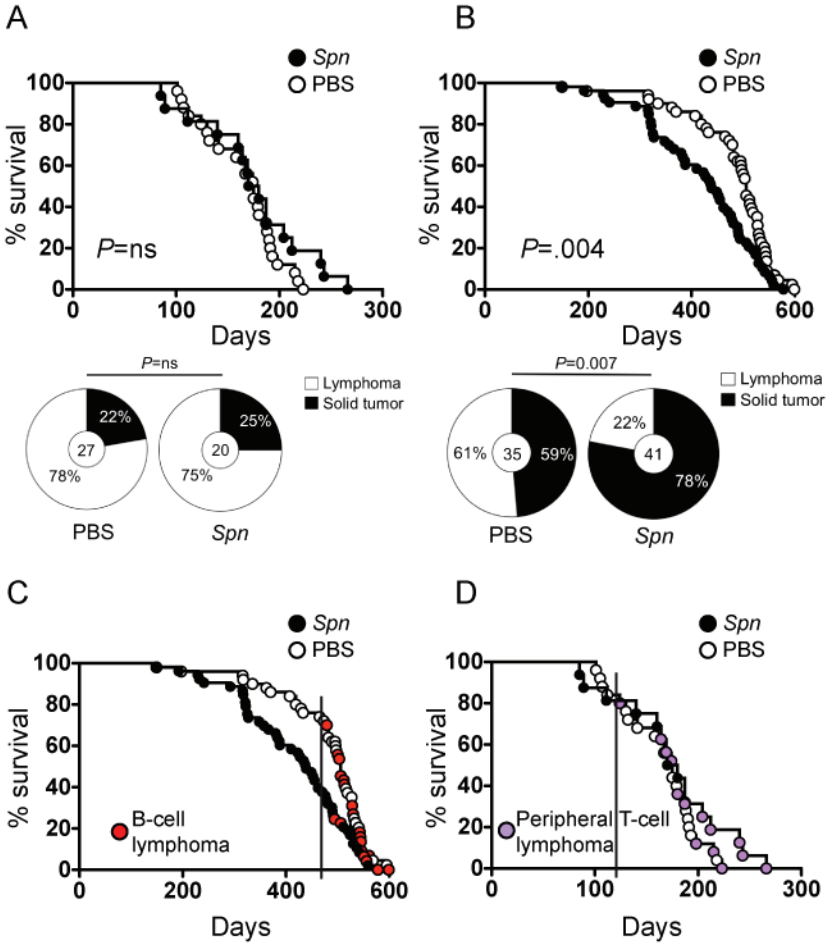 A
Spn
PBS
% survival
100
80
60
40
20
0
P=ns
0
100
200
300
Days
P=ns
Lymphoma
Solid tumor
22%
27
78%
PBS
25%
20
75%
Spn
B
Spn
PBS
% survival
100
80
60
40
20
0
P=.004
0
200
400
600
Days
P=0.007
Lymphoma
Solid tumor
61%
35
59%
PBS
22%
41
78%
Spn
C
Spn
PBS
% survival
100
80
60
40
20
0
B-cell
lymphoma
0
200
400
600
Days
D
Spn
PBS
% survival
100
80
60
40
20
0
Peripheral T-cell
lymphoma
0
100
200
300
Days